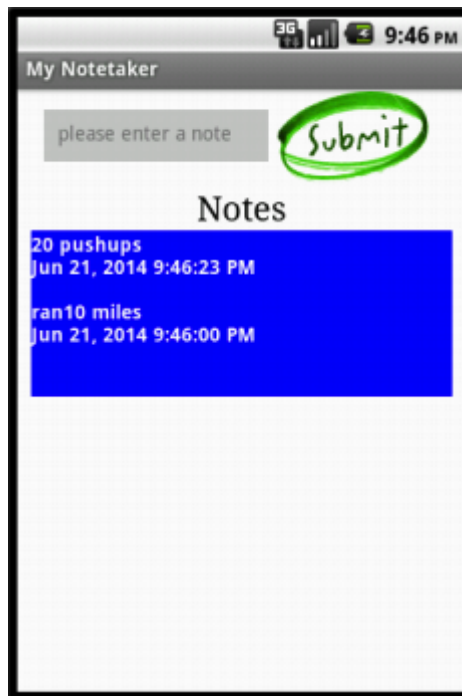 3G
9:46 PM
My Notetaker
please enter a note
Submit
Notes
20 pushups
Jun 21, 2014 9:46:23 PM
ran10 miles
Jun 21, 2014 9:46:00 PM